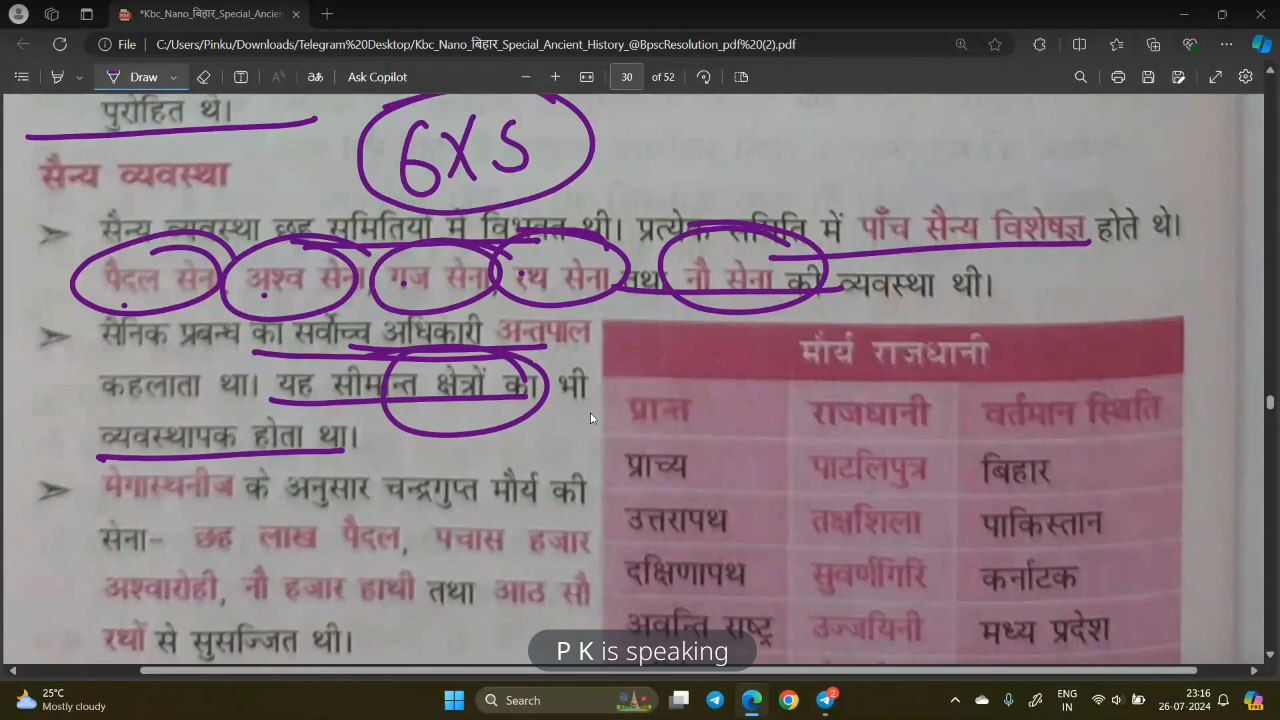 *Kbc_Nano_बिहार_Special_Ancien
File C:/Users/Pinku/Downloads/Telegram%20Desktop/Kbc_Nano_बिहार_Special_Ancient_History_@BpscResolution_pdf%20(2).pdf
Draw Ask Copilot 30 of 52
पुरोहित थे।
6X5
सैन्य व्यवस्था
सैन्य व्यवस्था छह समितियों में विभक्त थी। प्रत्येक समिति में पाँच सैन्य विशेषज्ञ होते थे।
पैदल सेना, अश्व सेना, गज सेना, रथ सेना तथा नौ सेना की व्यवस्था थी।
सैनिक प्रबन्ध का सर्वोच्च अधिकारी अन्तपाल
कहलाता था। यह सीमान्त क्षेत्रों का भी
व्यवस्थापक होता था।
मेगास्थनीज के अनुसार चन्द्रगुप्त मौर्य की
सेना- छह लाख पैदल, पचास हजार
अश्वारोही, नौ हजार हाथी तथा आठ सौ
रथों से सुसज्जित थी।
मौर्य राजधानी
प्रान्त राजधानी वर्तमान स्थिति
प्राच्य पाटलिपुत्र बिहार
उत्तरापथ तक्षशिला पाकिस्तान
दक्षिणापथ सुवर्णगिरि कर्नाटक
अवन्ति राष्ट्र उज्जयिनी मध्य प्रदेश
P K is speaking
25°C
Mostly cloudy
Search
2
ENG
IN
23:16
26-07-2024